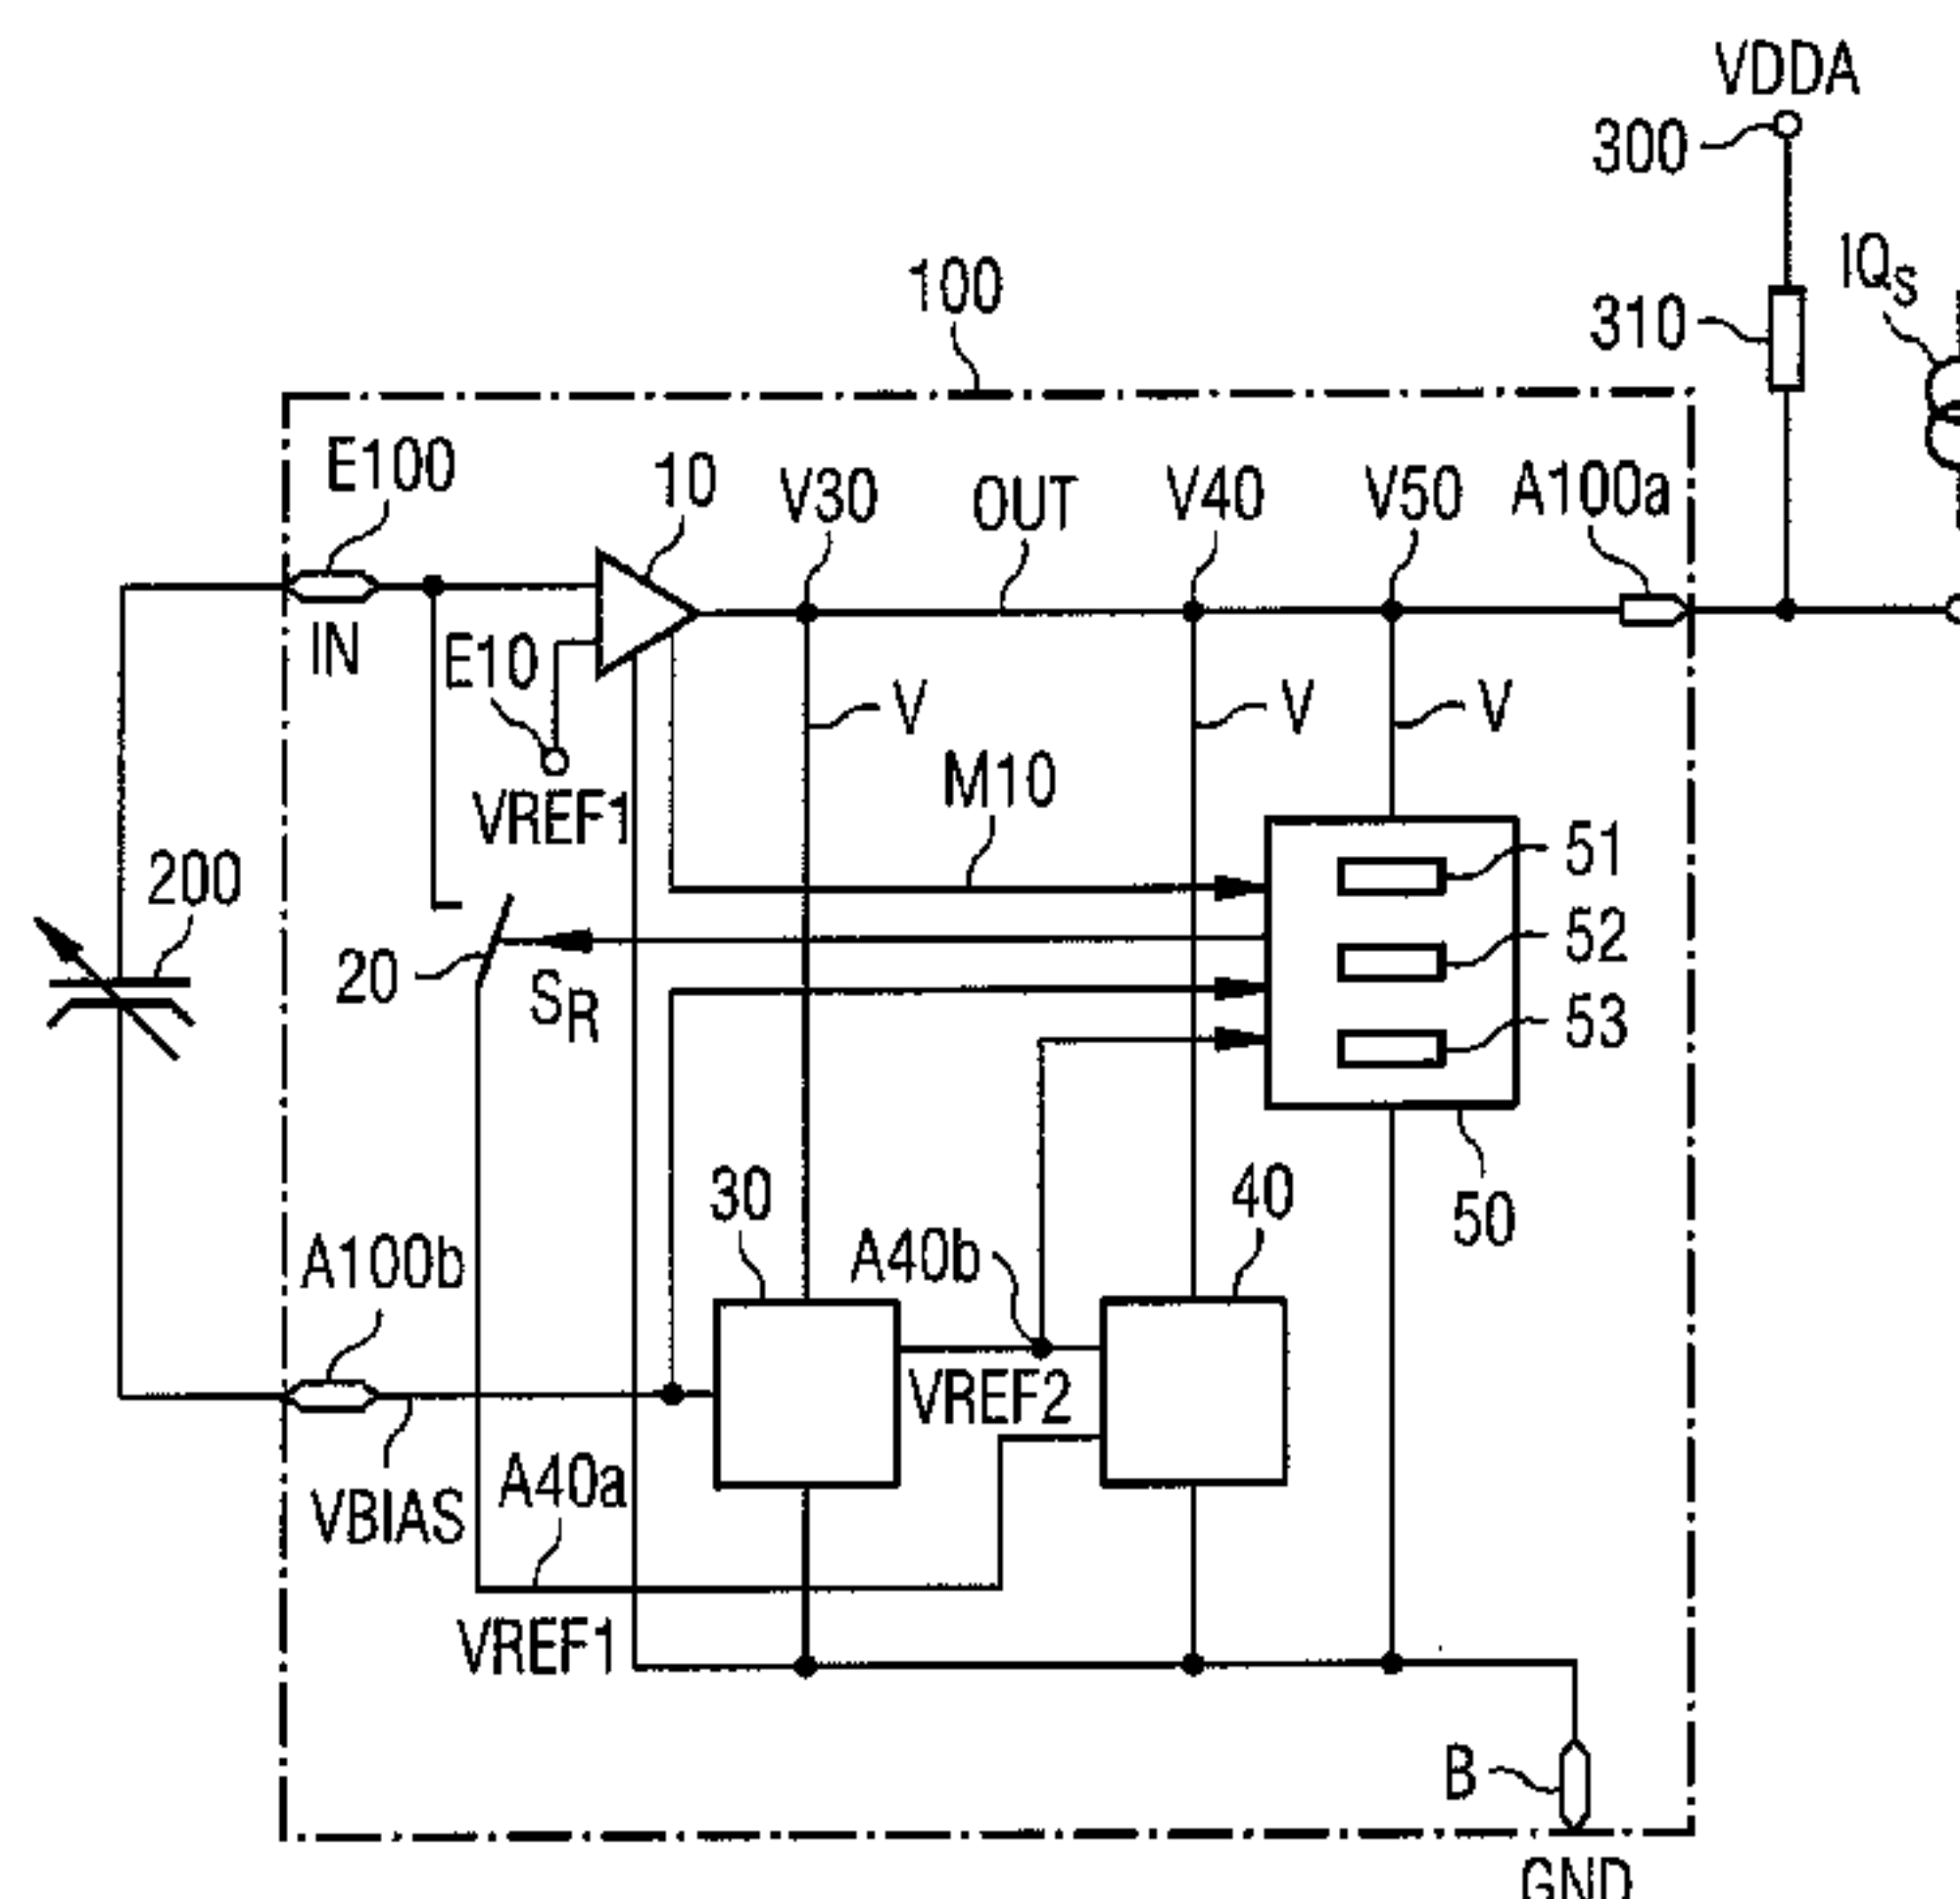 VDDA
300
IQS
310
100
E100
10
V30
OUT
V40
V50
A100a
IN
E10
V
V
V
M10
VREF1
51
200
52
20
SR
53
30
40
50
A40b
A100b
VREF2
A40a
VBIAS
VREF1
B
GND